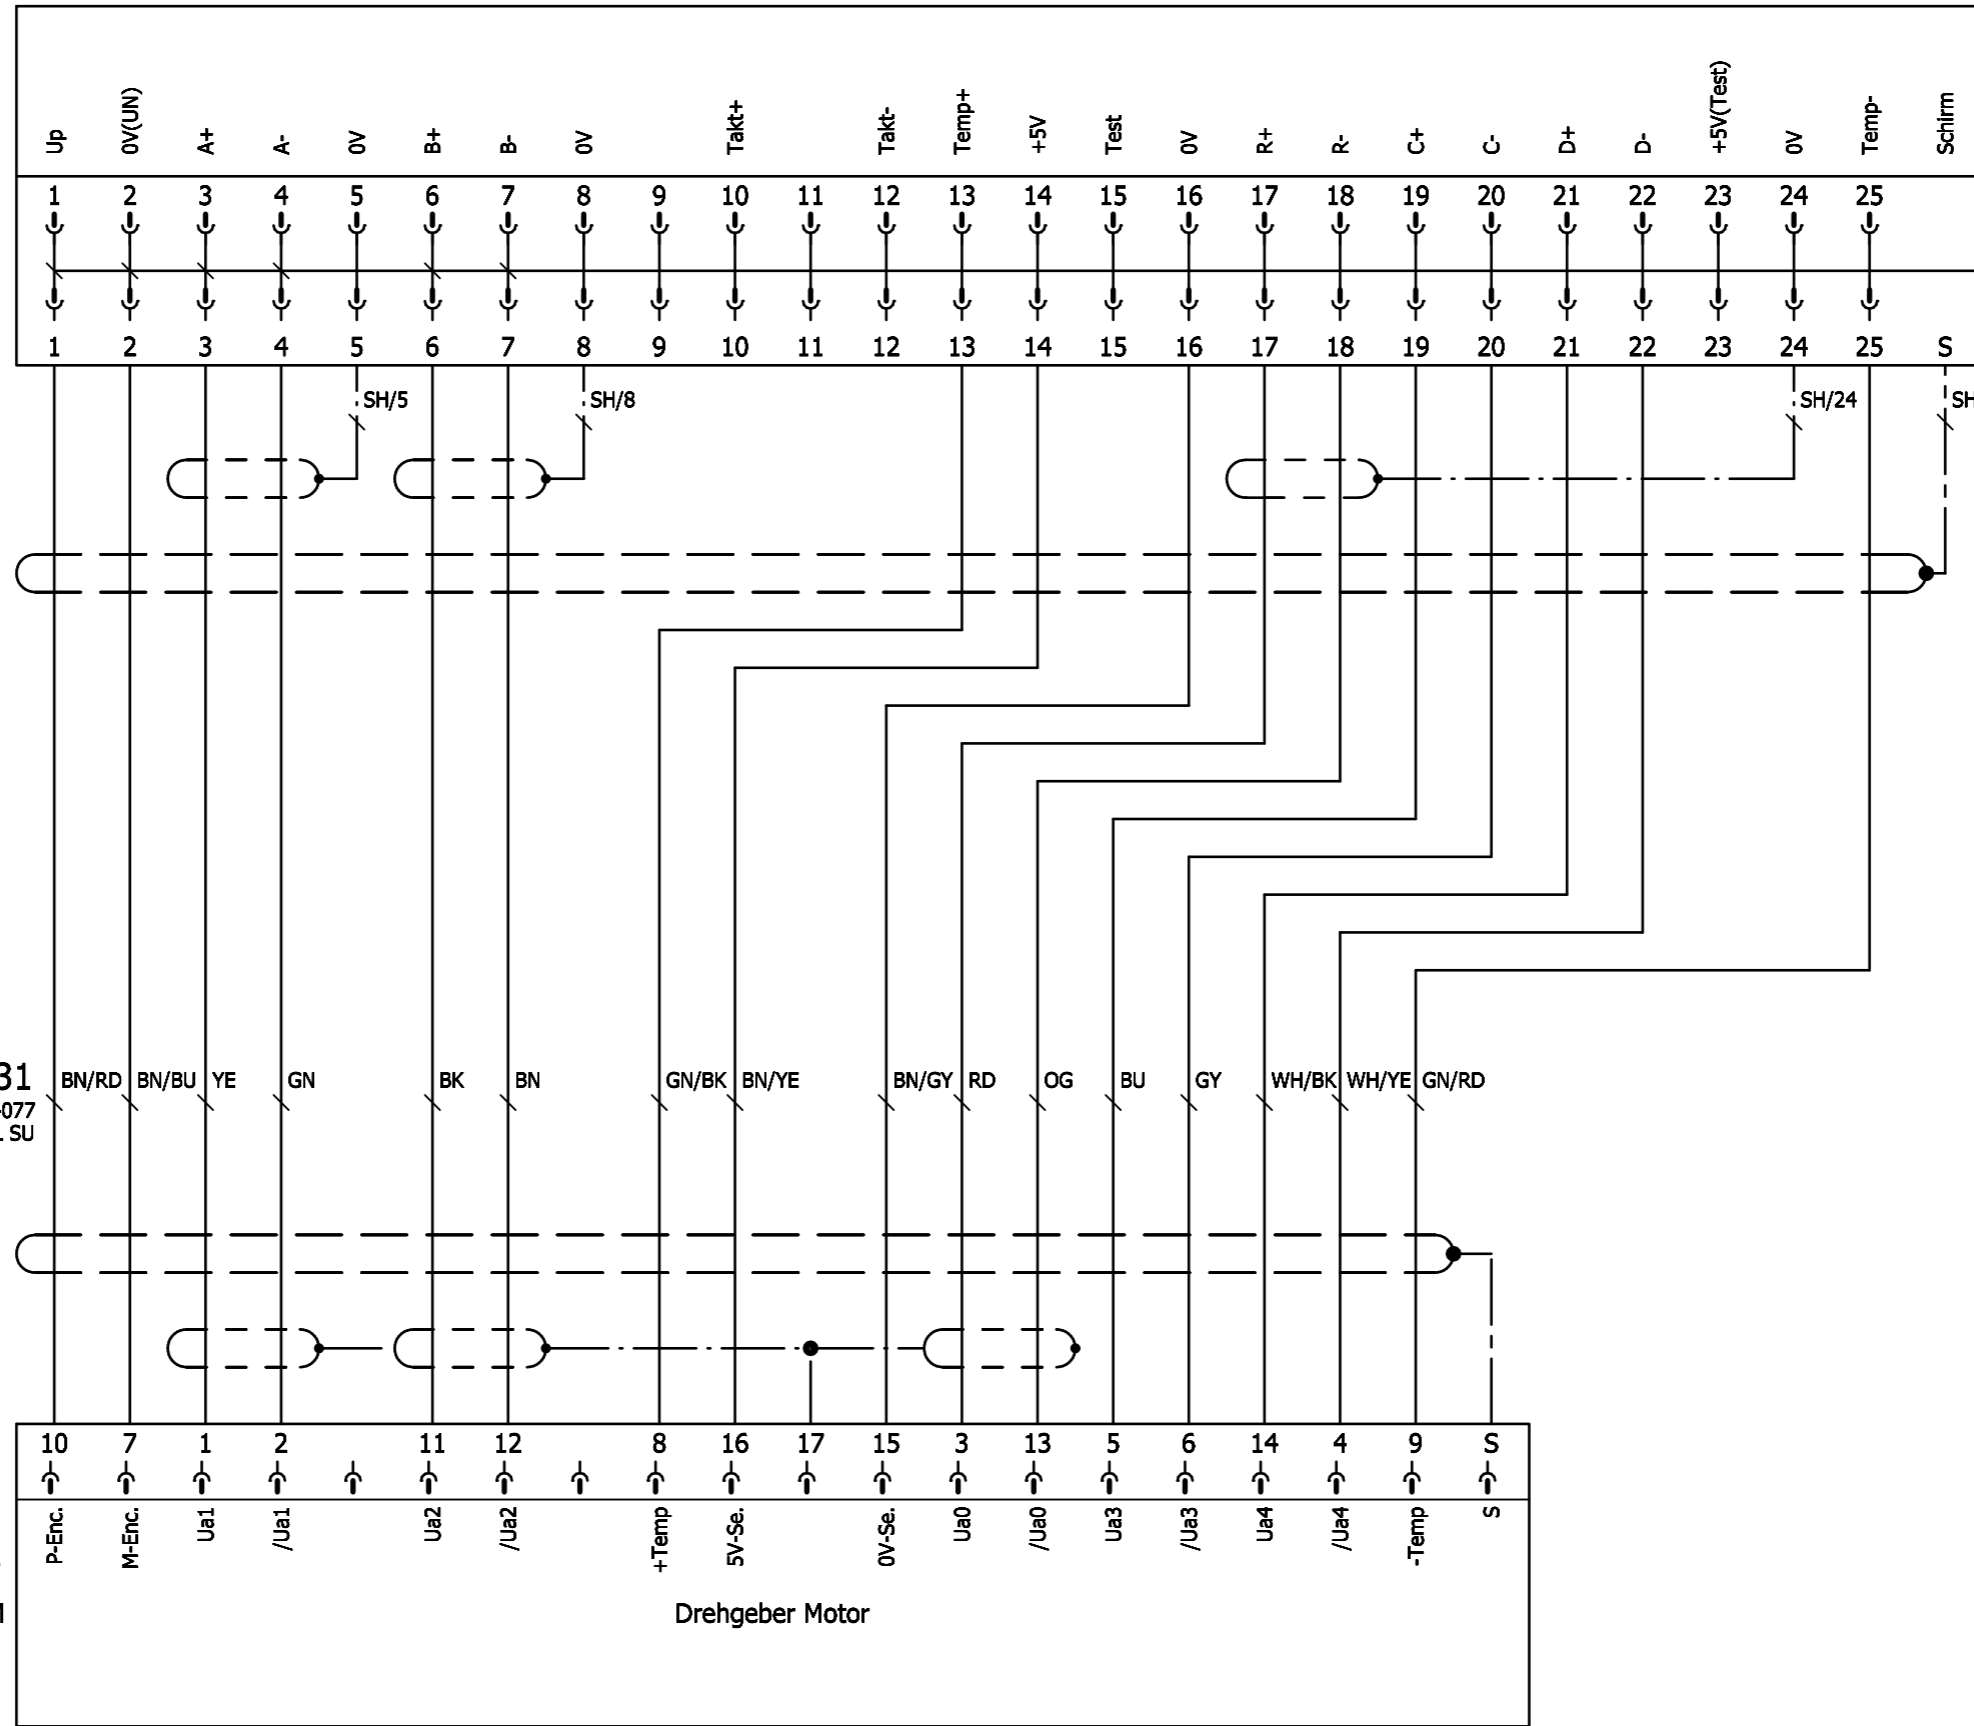 Up 0V(UN) A+ A- 0V B+ B- 0V Takt+ Takt- Temp+ +5V Test 0V R+ R- C+ C- D+ D- +5V(Test) 0V Temp- Schirm
1 2 3 4 5 6 7 8 9 10 11 12 13 14 15 16 17 18 19 20 21 22 23 24 25
1 2 3 4 5 6 7 8 9 10 11 12 13 14 15 16 17 18 19 20 21 22 23 24 25 S
SH/5 SH/8 SH/24 SH
31 BN/RD BN/BU YE GN BK BN GN/BK BN/YE BN/GY RD OG BU GY WH/BK WH/YE GN/RD
077
SU
10 7 1 2 11 12 8 16 17 15 3 13 5 6 14 4 9 S
P-Enc. M-Enc. Ua1 /Ua1 Ua2 /Ua2 +Temp 5V-Se. 0V-Se. Ua0 /Ua0 Ua3 /Ua3 Ua4 /Ua4 -Temp S
Drehgeber Motor